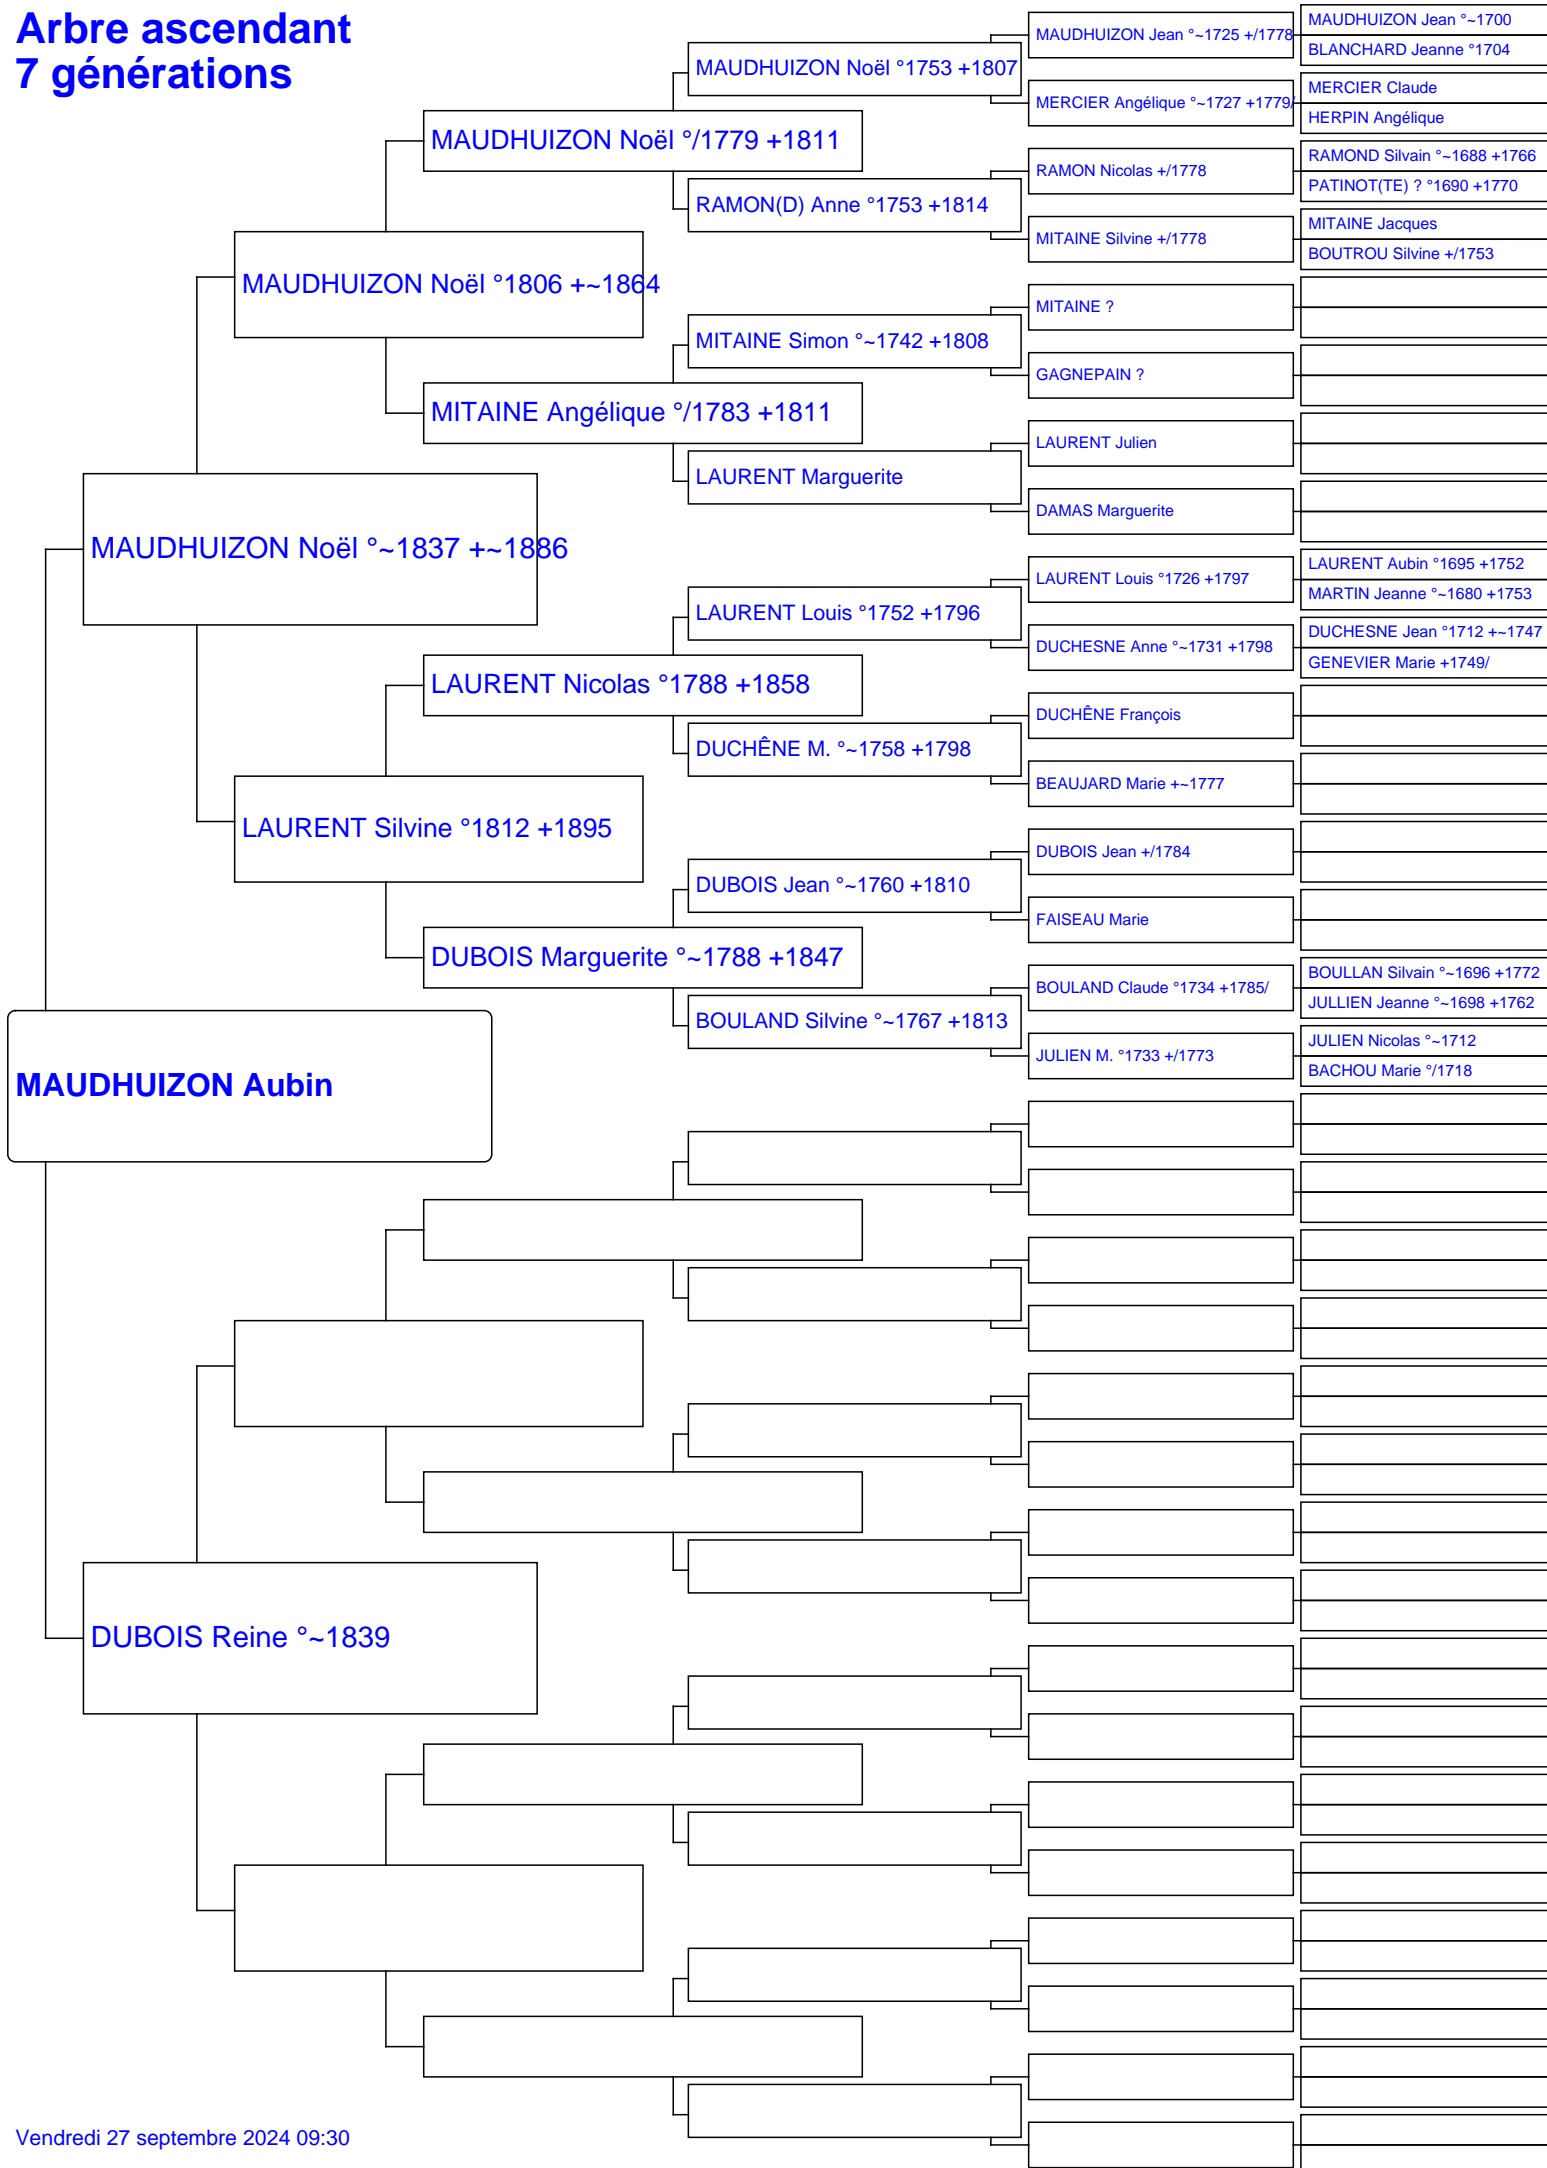 Arbre ascendant
7 générations
MAUDHUIZON Aubin
MAUDHUIZON Noël °~1837 +~1886
DUBOIS Reine °~1839
MAUDHUIZON Noël °1806 +~1864
LAURENT Silvine °1812 +1895
MAUDHUIZON Noël °/1779 +1811
MITAINE Angélique °/1783 +1811
LAURENT Nicolas °1788 +1858
DUBOIS Marguerite °~1788 +1847
MAUDHUIZON Noël °1753 +1807
RAMON(D) Anne °1753 +1814
MITAINE Simon °~1742 +1808
LAURENT Marguerite
LAURENT Louis °1752 +1796
DUCHÊNE M. °~1758 +1798
DUBOIS Jean °~1760 +1810
BOULAND Silvine °~1767 +1813
MAUDHUIZON Jean °~1725 +/1778
MERCIER Angélique °~1727 +1779/
RAMON Nicolas +/1778
MITAINE Silvine +/1778
MITAINE ?
GAGNEPAIN ?
LAURENT Julien
DAMAS Marguerite
LAURENT Louis °1726 +1797
DUCHESNE Anne °~1731 +1798
DUCHÊNE François
BEAUJARD Marie +~1777
DUBOIS Jean +/1784
FAISEAU Marie
BOULAND Claude °1734 +1785/
JULIEN M. °1733 +/1773
MAUDHUIZON Jean °~1700
BLANCHARD Jeanne °1704
MERCIER Claude
HERPIN Angélique
RAMOND Silvain °~1688 +1766
PATINOT(TE) ? °1690 +1770
MITAINE Jacques
BOUTROU Silvine +/1753
LAURENT Aubin °1695 +1752
MARTIN Jeanne °~1680 +1753
DUCHESNE Jean °1712 +~1747
GENEVIER Marie +1749/
BOULLAN Silvain °~1696 +1772
JULLIEN Jeanne °~1698 +1762
JULIEN Nicolas °~1712
BACHOU Marie °/1718
Vendredi 27 septembre 2024 09:30